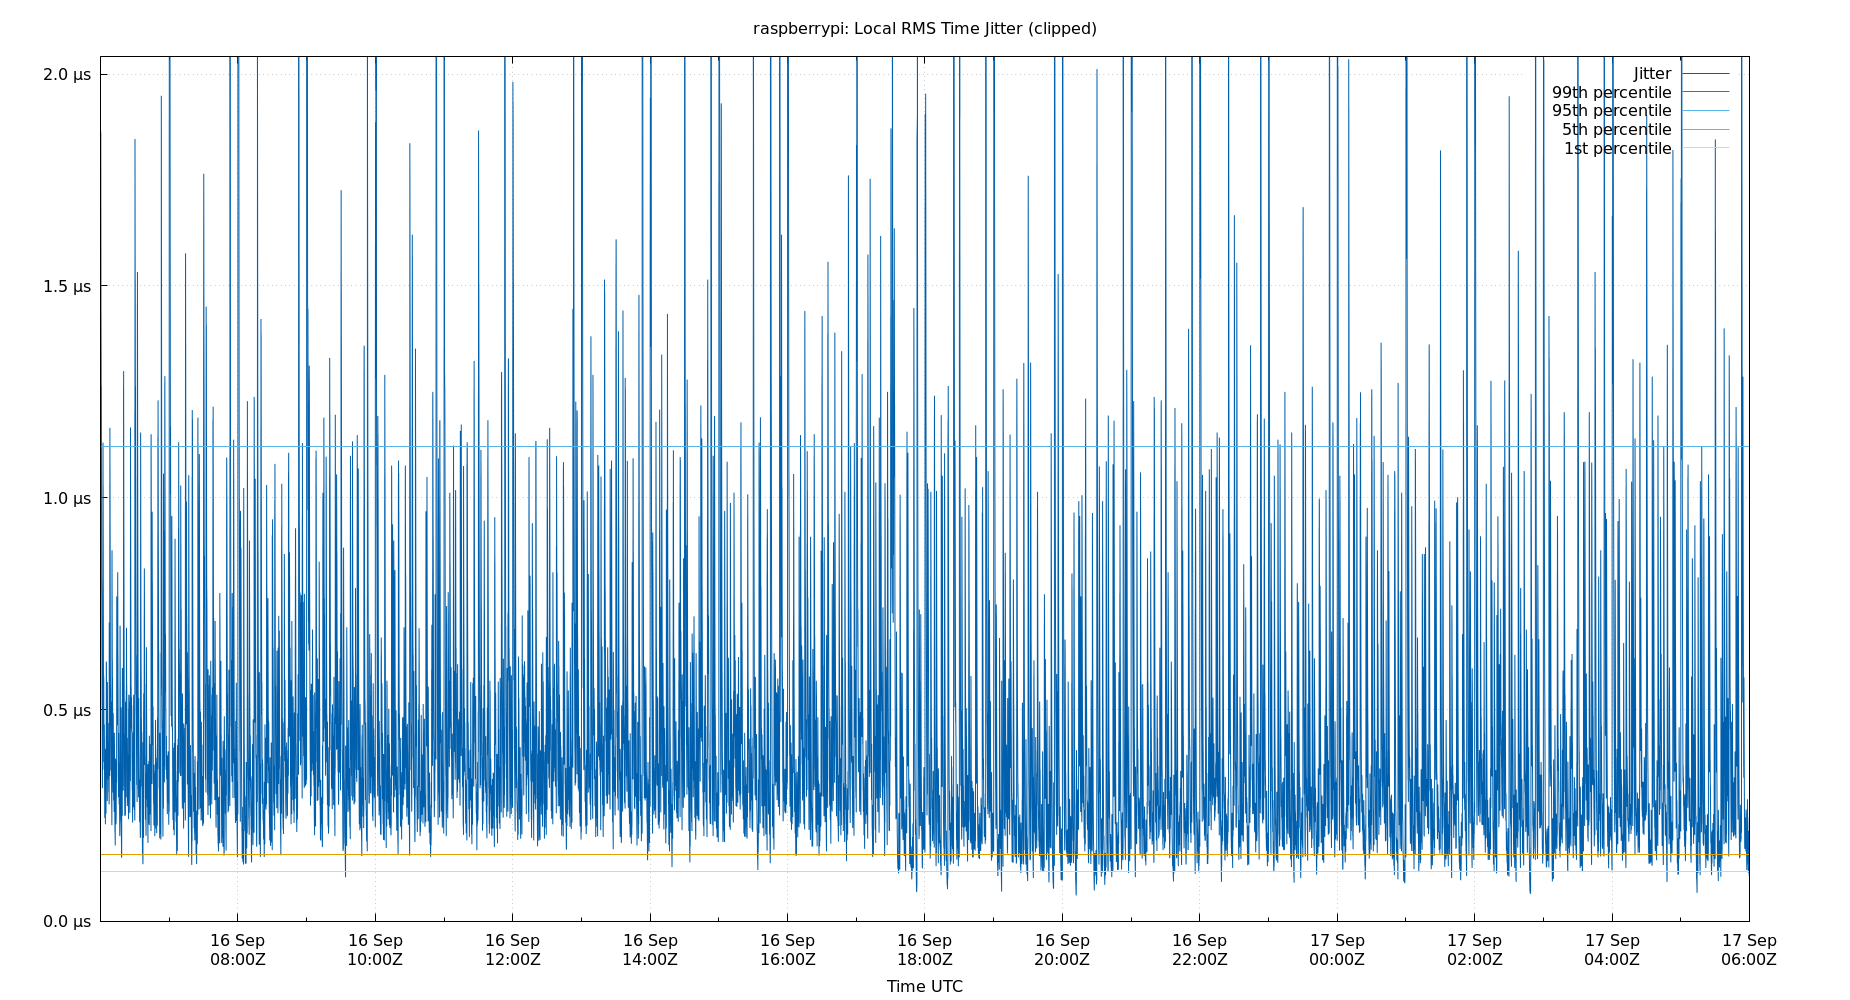 raspberrypi: Local RMS Time Jitter (clipped)
2.0 µs
1.5 µs
1.0 µs
0.5 µs
0.0 µs
Jitter
99th percentile
95th percentile
5th percentile
1st percentile
16 Sep 16 Sep 16 Sep 16 Sep 16 Sep 16 Sep 16 Sep 16 Sep 17 Sep 17 Sep 17 Sep 17 Sep
08:00Z 10:00Z 12:00Z 14:00Z 16:00Z 18:00Z 20:00Z 22:00Z 00:00Z 02:00Z 04:00Z 06:00Z
Time UTC